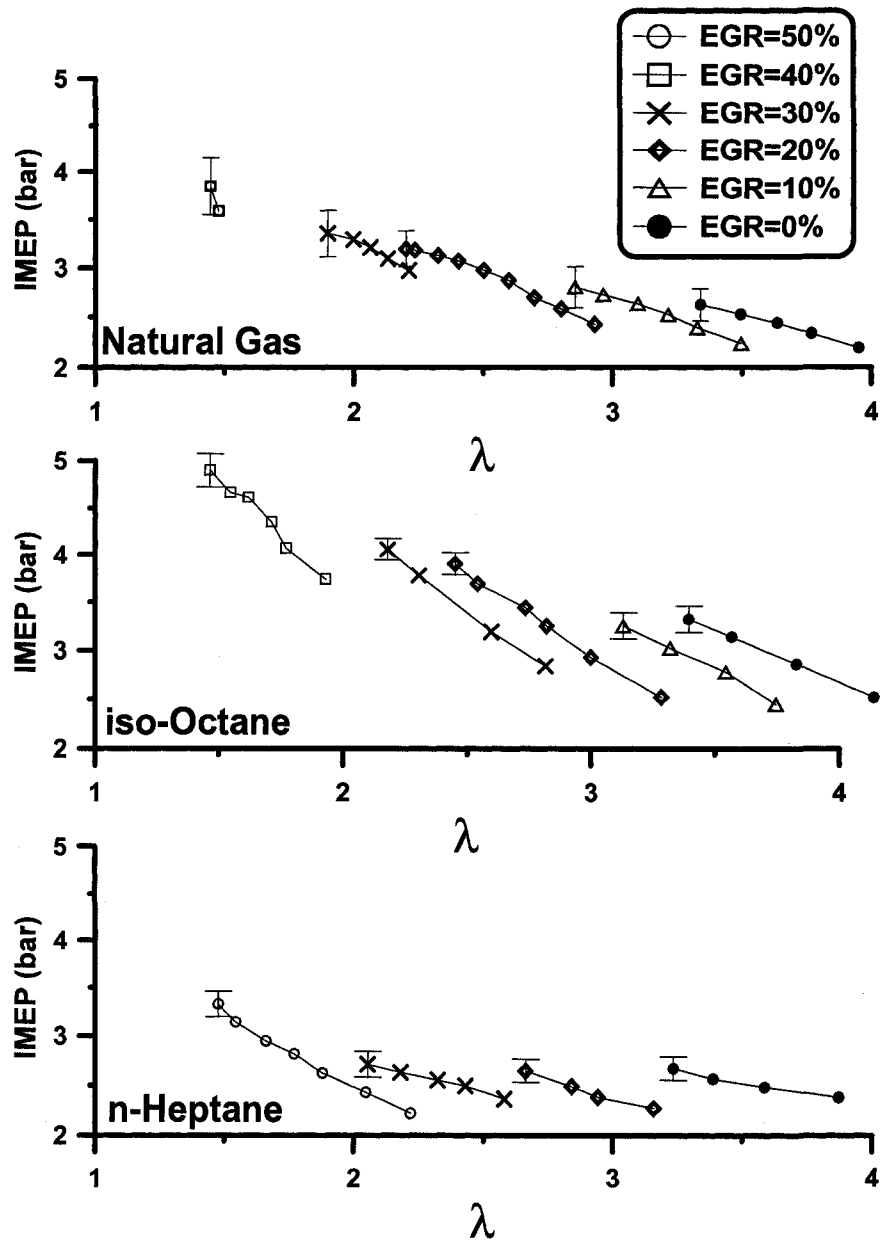 EGR=50%
EGR=40%
EGR=30%
EGR=20%
EGR=10%
EGR=0%
5
4
3
2
IMEP (bar)
Natural Gas
1 2 3 4
λ
5
4
3
2
IMEP (bar)
iso-Octane
1 2 3 4
λ
5
4
3
2
IMEP (bar)
n-Heptane
1 2 3 4
λ